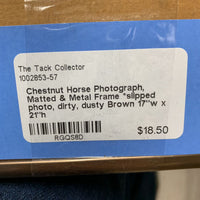 The Tack Collector
1002853-57
Chestnut Horse Photograph,
Matted & Metal Frame *slipped
photo, dirty, dusty Brown 17"w x
21"h
$18.50
RGQS8D